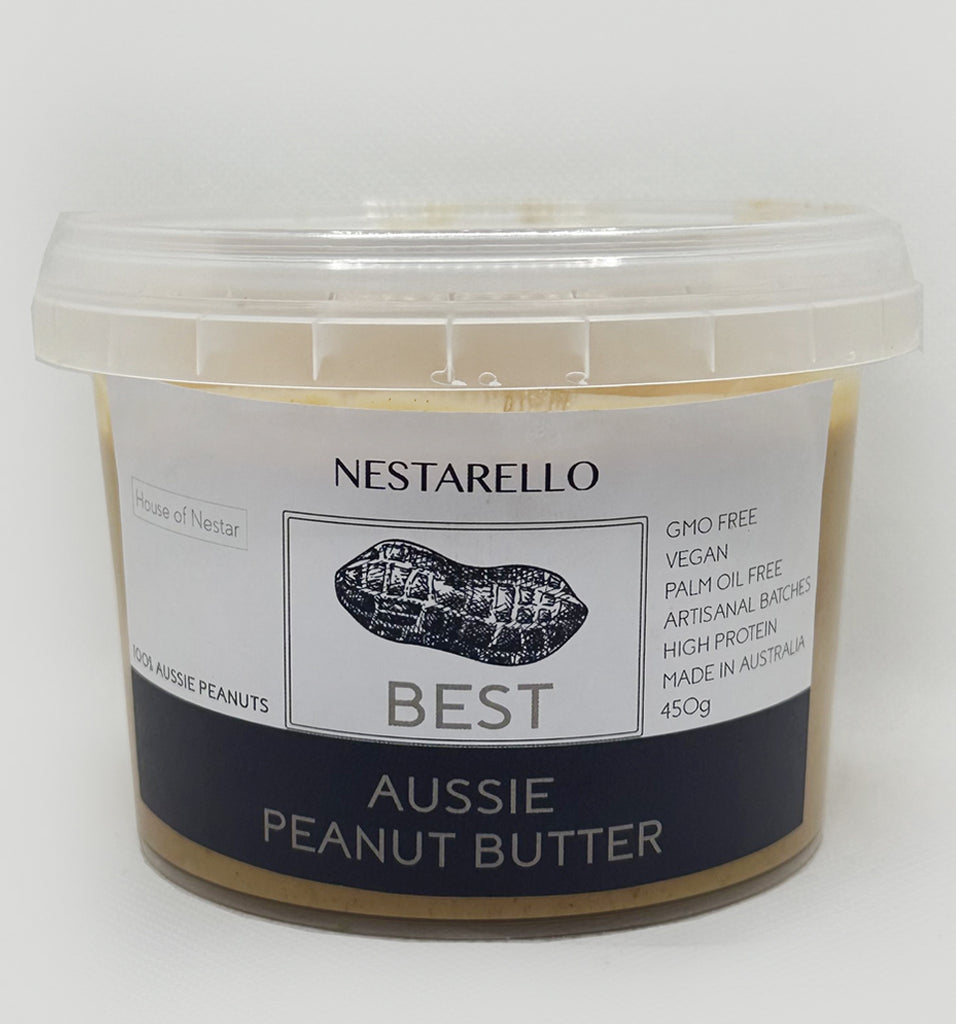 NESTARELLO
House of Nestar
100% AUSSIE PEANUTS
BEST
GMO FREE
VEGAN
PALM OIL FREE
ARTISANAL BATCHES
HIGH PROTEIN
MADE IN AUSTRALIA
450g
AUSSIE
PEANUT BUTTER